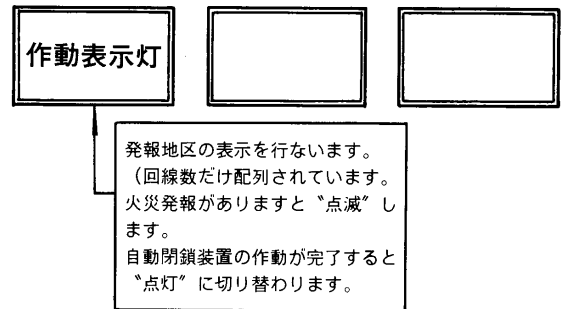 作動表示灯
発報地区の表示を行ないます。
（回線数だけ配列されています。
火災発報がありますと〝点滅〞し
ます。
自動閉鎖装置の作動が完了すると
〝点灯〞に切り替わります。